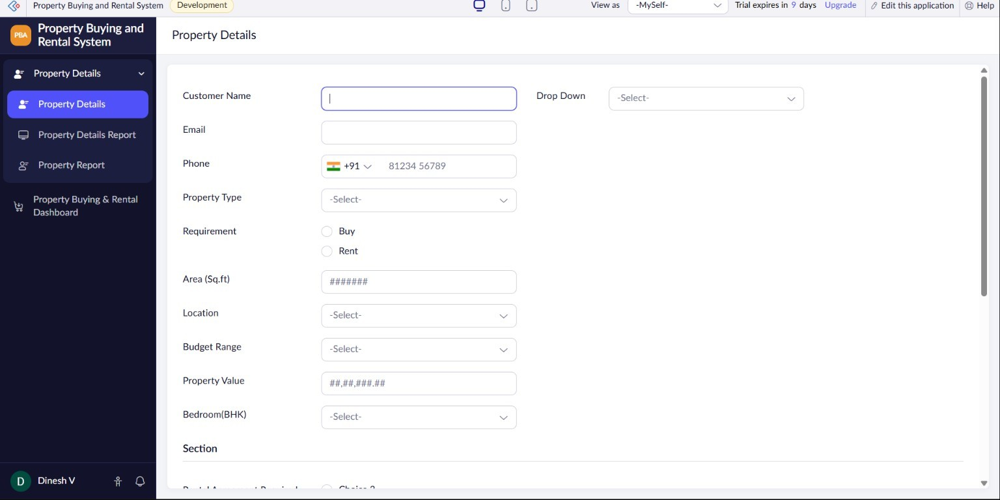 Property Buying and Rental System
Development
View as
-MySelf-
Trial expires in 9 days
Upgrade
Edit this application
Help
PBA
Property Buying and
Rental System
Property Details
Property Details
Property Details Report
Property Report
Property Buying & Rental
Dashboard
Dinesh V
D
Property Details
Customer Name
Drop Down
-Select-
Email
Phone
+91
81234 56789
Property Type
-Select-
Requirement
Buy
Rent
Area (Sq.ft)
#######
Location
-Select-
Budget Range
-Select-
Property Value
##,##,###.##
Bedroom(BHK)
-Select-
Section